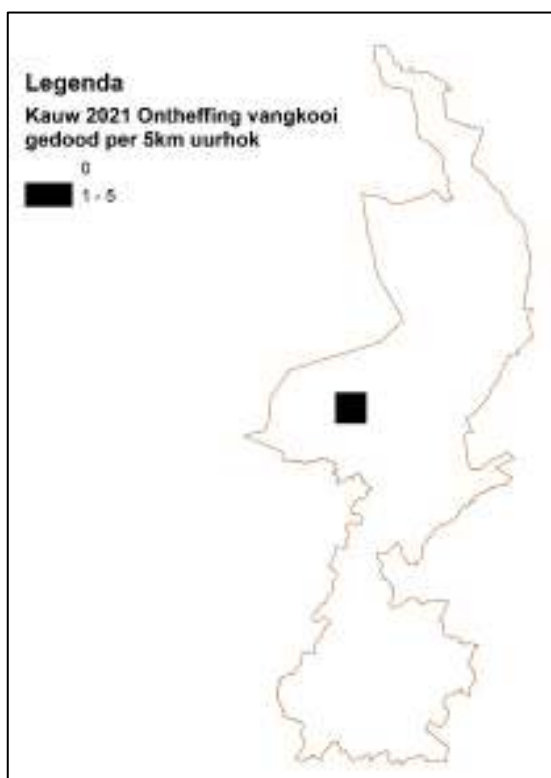 Legenda
Kauw 2021 Ontheffing vangkooi
gedood per 5km uurhok
0
1 - 5